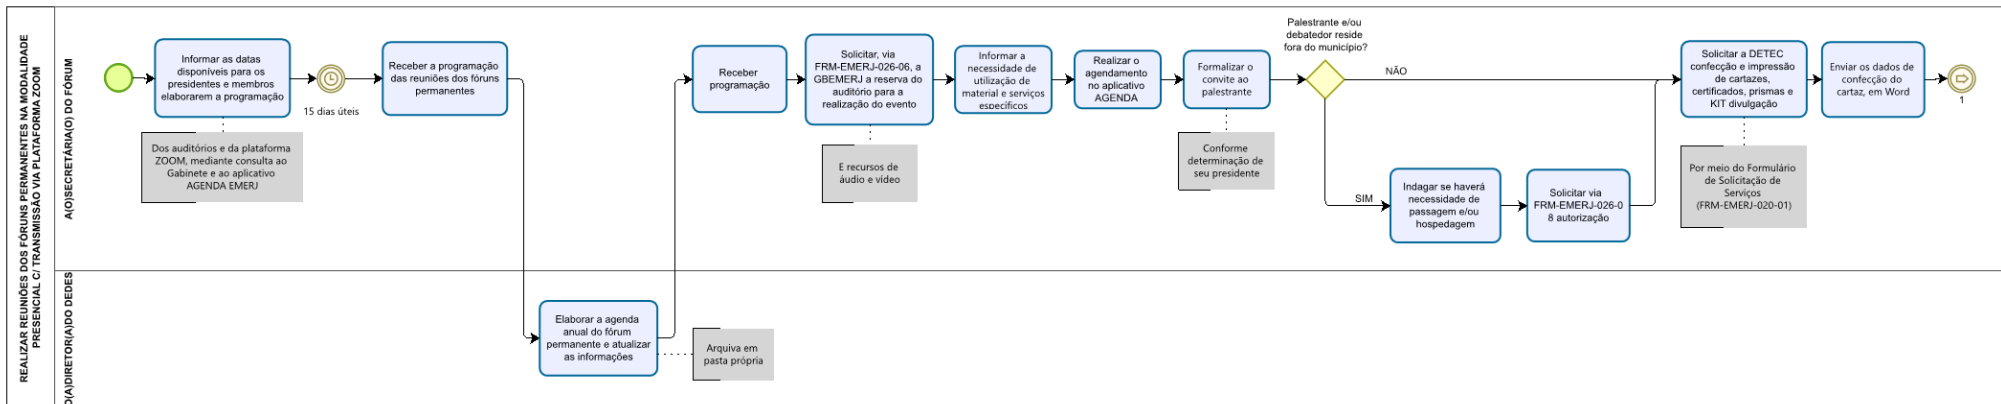 REALIZAR REUNIÕES DOS FÓRUNS PERMANENTES NA MODALIDADE
PRESENCIAL C/ TRANSMISSÃO VIA PLATAFORMA ZOOM
A(O)SECRETÁRIA(O) DO FÓRUM
Informar as datas
disponíveis para os
presidentes e membros
elaborarem a programação
Dos auditórios e da plataforma
ZOOM, mediante consulta ao
Gabinete e ao aplicativo
AGENDA EMERJ
15 dias úteis
Receber a programação
das reuniões dos fóruns
permanentes
Receber
programação
Solicitar, via
FRM-EMERJ-026-06, a
GBEMERJ a reserva do
auditório para a
realização do evento
E recursos de
áudio e vídeo
Informar a
necessidade de
utilização de
material e serviços
específicos
Realizar o
agendamento
no aplicativo
AGENDA
Formalizar o
convite ao
palestrante
Conforme
determinação de
seu presidente
Palestrante e/ou
debatedor reside
fora do município?
NÃO
SIM
Indagar se haverá
necessidade de
passagem e/ou
hospedagem
Solicitar via
FRM-EMERJ-026-0
8 autorização
Solicitar a DETEC
confecção e impressão
de cartazes,
certificados, prismas e
KIT divulgação
Por meio do Formulário
de Solicitação de
Serviços
(FRM-EMERJ-020-01)
Enviar os dados de
confecção do
cartaz, em Word
1
O(A)DIRETOR(A)DO DEDES
Elaborar a agenda
anual do fórum
permanente e atualizar
as informações
Arquiva em
pasta própria